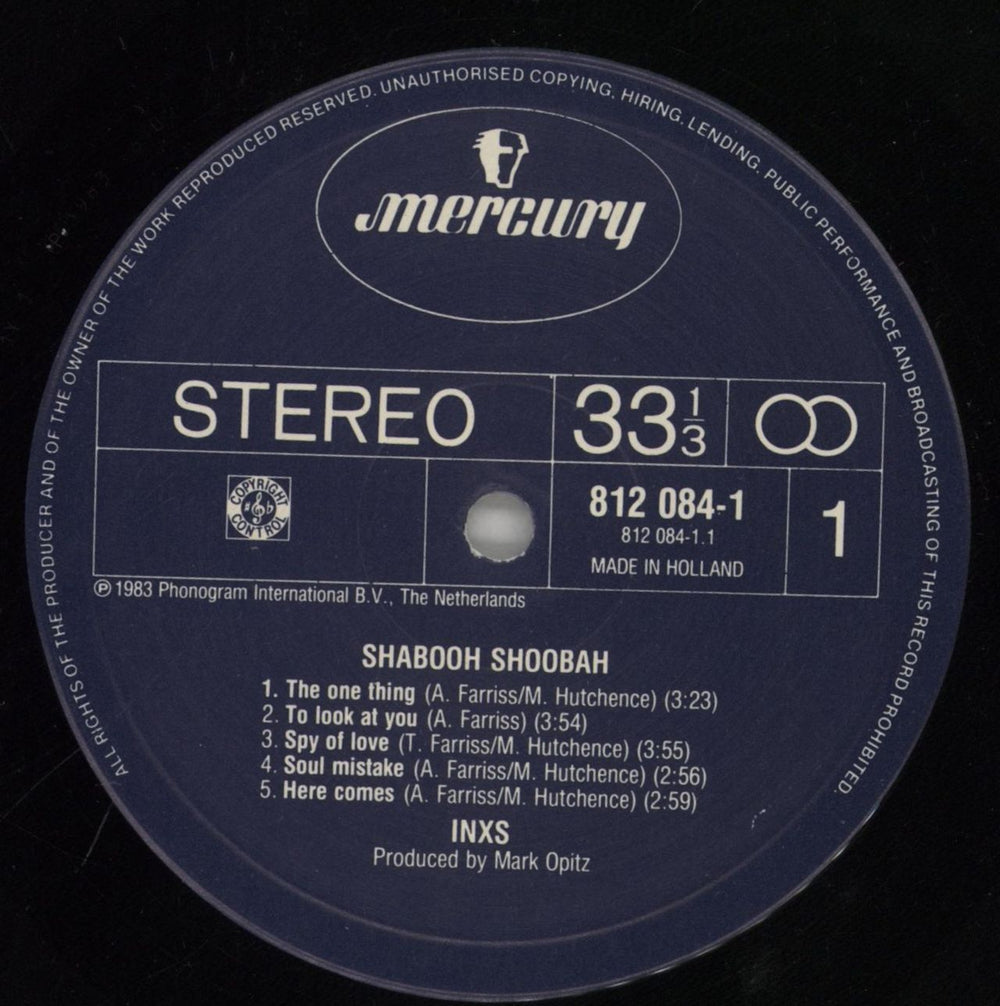 ALL RIGHTS OF THE PRODUCER AND OF THE OWNER OF THE WORK REPRODUCED RESERVED. UNAUTHORISED COPYING, HIRING, LENDING, PUBLIC PERFORMANCE AND BROADCASTING OF THIS RECORD PROHIBITED.
mercury
STEREO
33 1/3
COPYRIGHT
CONTROL
812 084-1
812 084-1.1
MADE IN HOLLAND
1
℗ 1983 Phonogram International B.V., The Netherlands
SHABOOH SHOOBAH
1. The one thing (A. Farriss/M. Hutchence) (3:23)
2. To look at you (A. Farriss) (3:54)
3. Spy of love (T. Farriss/M. Hutchence) (3:55)
4. Soul mistake (A. Farriss/M. Hutchence) (2:56)
5. Here comes (A. Farriss/M. Hutchence) (2:59)
INXS
Produced by Mark Opitz